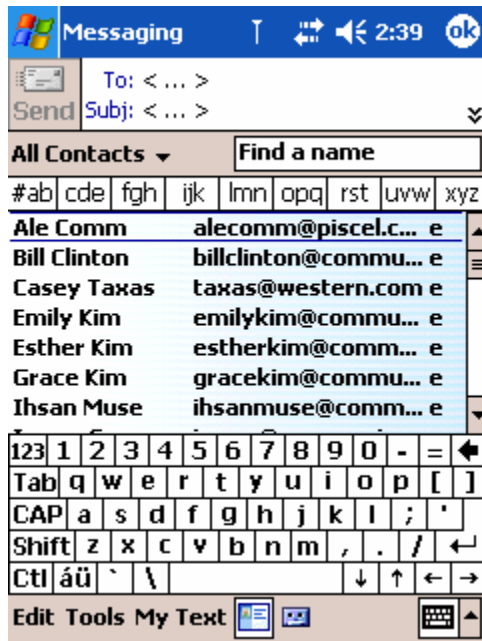 Messaging 2:39 ok
To: < ... >
Send Subj: < ... >
All Contacts Find a name
#ab cde fgh ijk lmn opq rst uvw xyz
Ale Comm alecomm@piscel.c... e
Bill Clinton billclinton@commu... e
Casey Taxas taxas@western.com e
Emily Kim emilykim@commu... e
Esther Kim estherkim@comm... e
Grace Kim gracekim@commu... e
Ihsan Muse ihsanmuse@comm... e
123 1 2 3 4 5 6 7 8 9 0 - = 🡸
Tab q w e r t y u i o p [ ]
CAP a s d f g h j k l ; '
Shift z x c v b n m , . / ↵
Ctl áü ` \ ↓ ↑ ← →
Edit Tools My Text